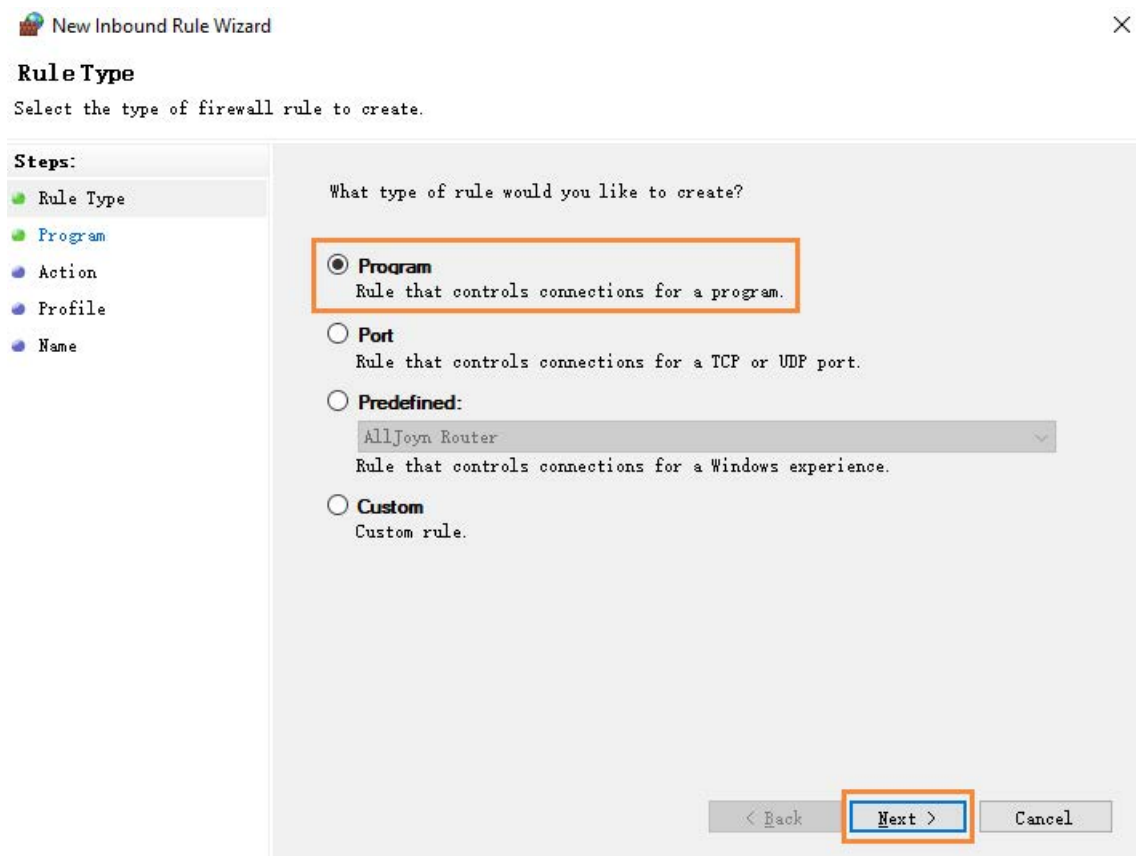 New Inbound Rule Wizard
Rule Type
Select the type of firewall rule to create.
Steps:
Rule Type
Program
Action
Profile
Name
What type of rule would you like to create?
Program
Rule that controls connections for a program.
Port
Rule that controls connections for a TCP or UDP port.
Predefined:
AllJoyn Router
Rule that controls connections for a Windows experience.
Custom
Custom rule.
< Back
Next >
Cancel